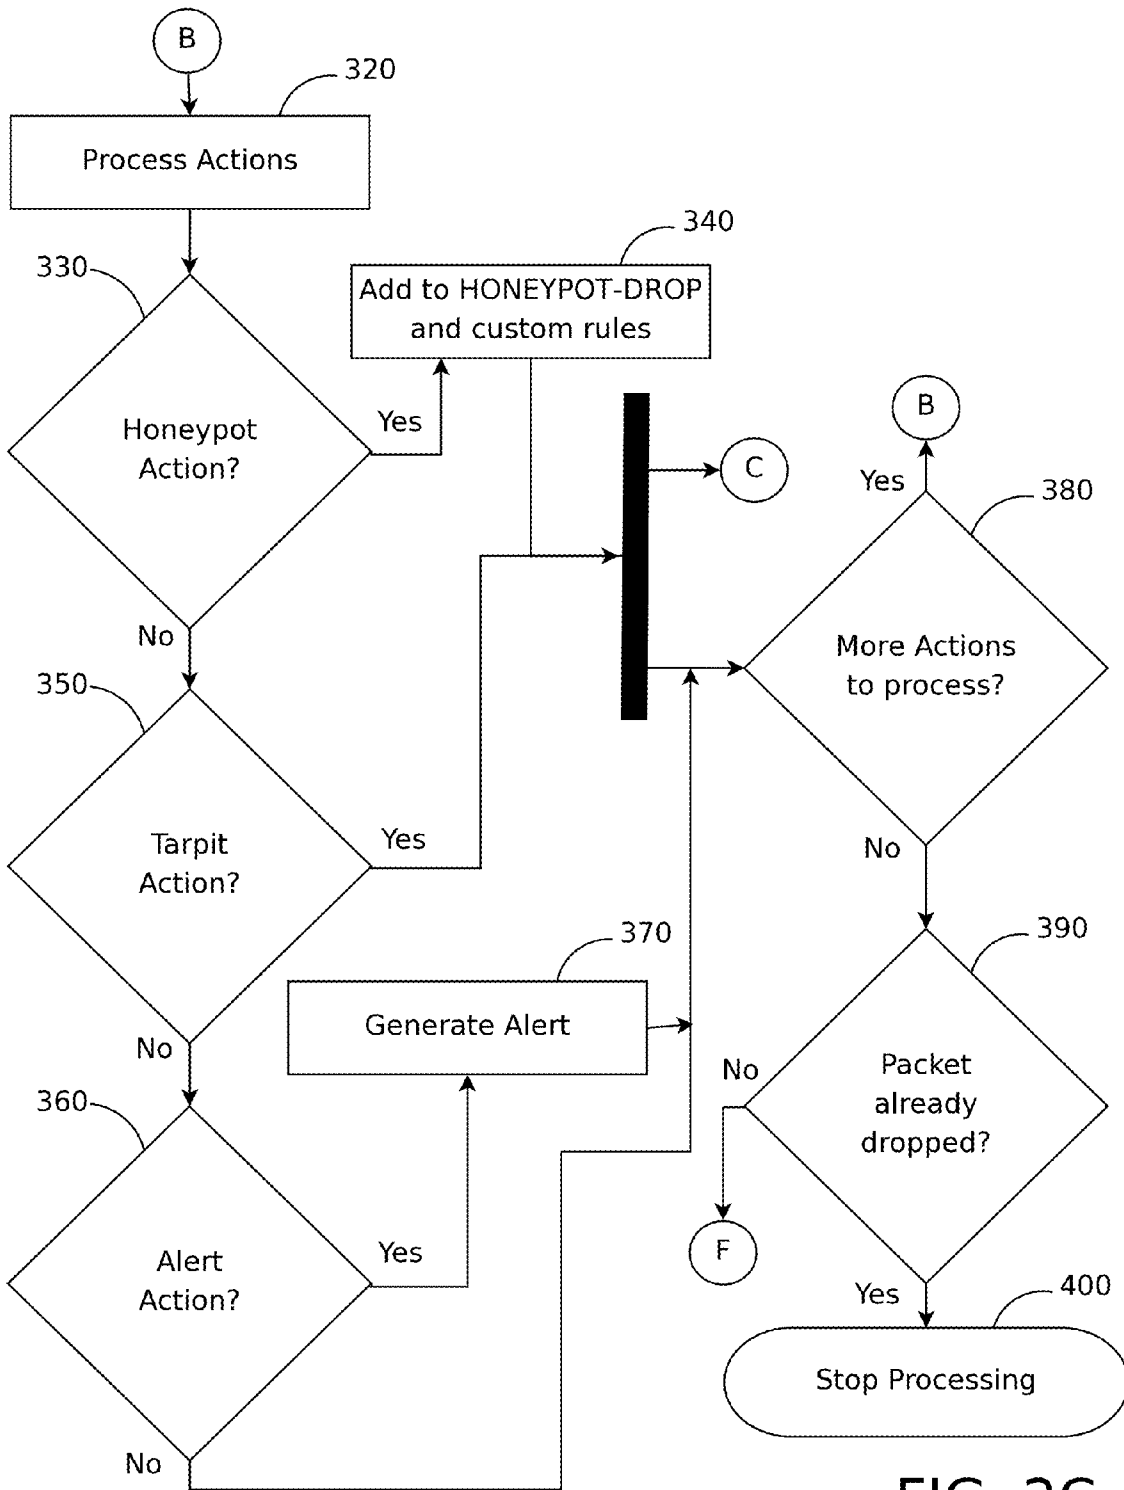 B
320
Process Actions
340
330
Add to HONEYPOT-DROP
and custom rules
Honeypot
Action?
Yes
No
C
B
Yes
380
More Actions
to process?
No
350
Tarpit
Action?
Yes
No
370
Generate Alert
390
Packet
already
dropped?
No
F
Yes
360
Alert
Action?
Yes
No
400
Stop Processing